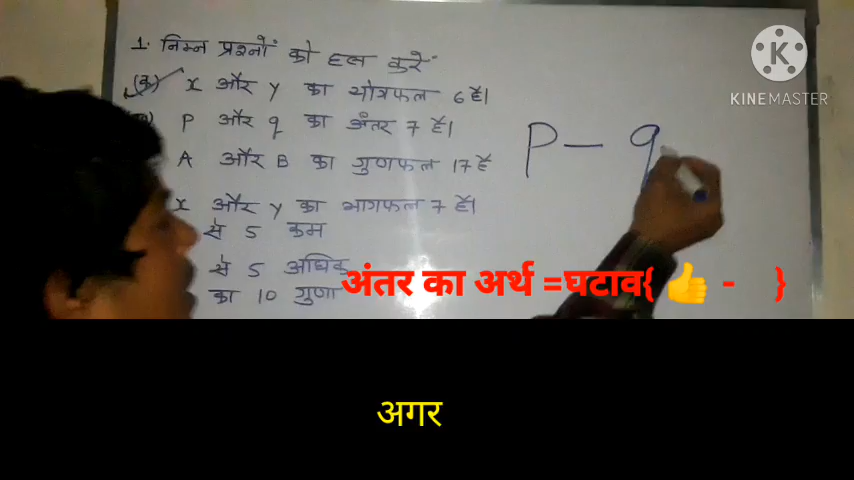 1. निम्न प्रश्नों को हल करें
(क) x और y का योगफल 6 है।
P और q का अंतर 7 है।
A और B का गुणफल 17 है
x और y का भागफल 7 है।
से 5 कम
से 5 अधिक
का 10 गुणा
P - q
K
KINEMASTER
अंतर का अर्थ =घटाव{ 👍 - }
अगर